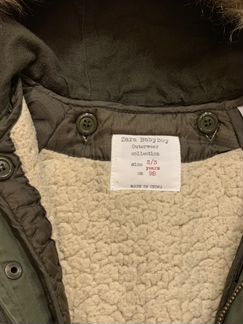 Zara Babyboy
Outerwear
collection
size 2/3
years
cm 98
MADE IN CHINA